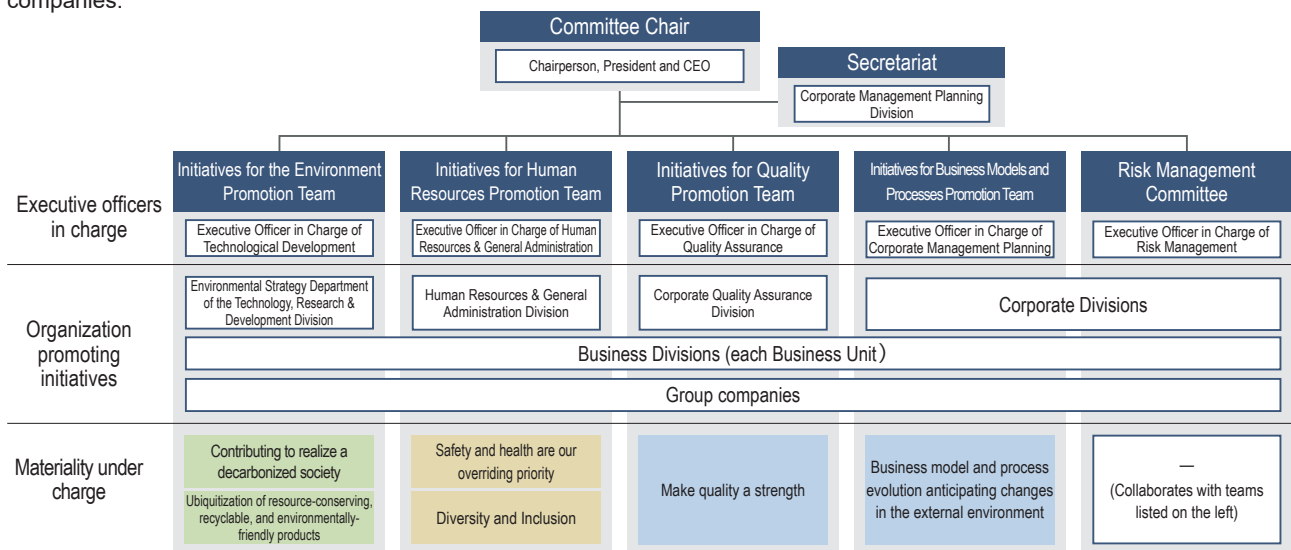 companies.
Committee Chair
Chairperson, President and CEO
Secretariat
Corporate Management Planning
Division
Initiatives for the Environment
Promotion Team
Initiatives for Human
Resources Promotion Team
Initiatives for Quality
Promotion Team
Initiatives for Business Models and
Processes Promotion Team
Risk Management
Committee
Executive officers
in charge
Executive Officer in Charge of
Technological Development
Executive Officer in Charge of Human
Resources & General Administration
Executive Officer in Charge of
Quality Assurance
Executive Officer in Charge of
Corporate Management Planning
Executive Officer in Charge of
Risk Management
Organization
promoting
initiatives
Environmental Strategy Department
of the Technology, Research &
Development Division
Human Resources & General
Administration Division
Corporate Quality Assurance
Division
Corporate Divisions
Business Divisions (each Business Unit)
Group companies
Materiality under
charge
Contributing to realize a
decarbonized society
Ubiquitization of resource-conserving,
recyclable, and environmentally-
friendly products
Safety and health are our
overriding priority
Diversity and Inclusion
Make quality a strength
Business model and process
evolution anticipating changes
in the external environment
—
(Collaborates with teams
listed on the left)